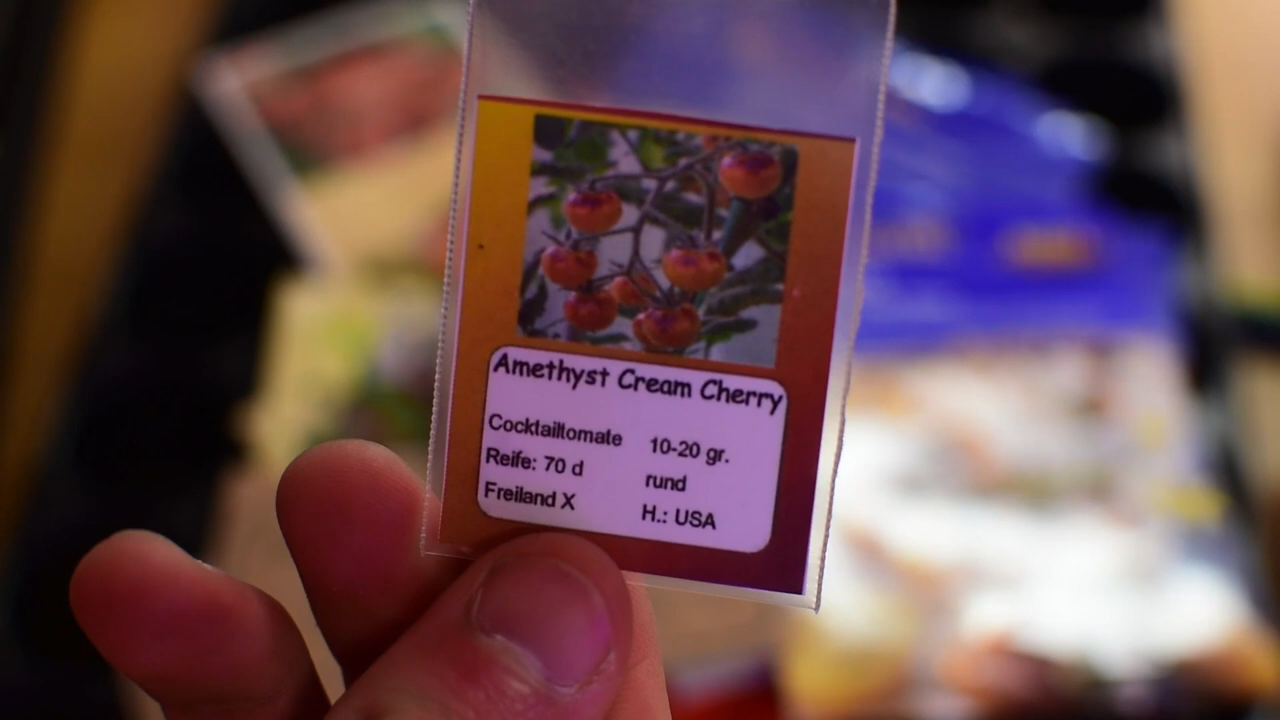 Amethyst Cream Cherry
Cocktailtomate 10-20 gr.
Reife: 70 d rund
Freiland X H.: USA